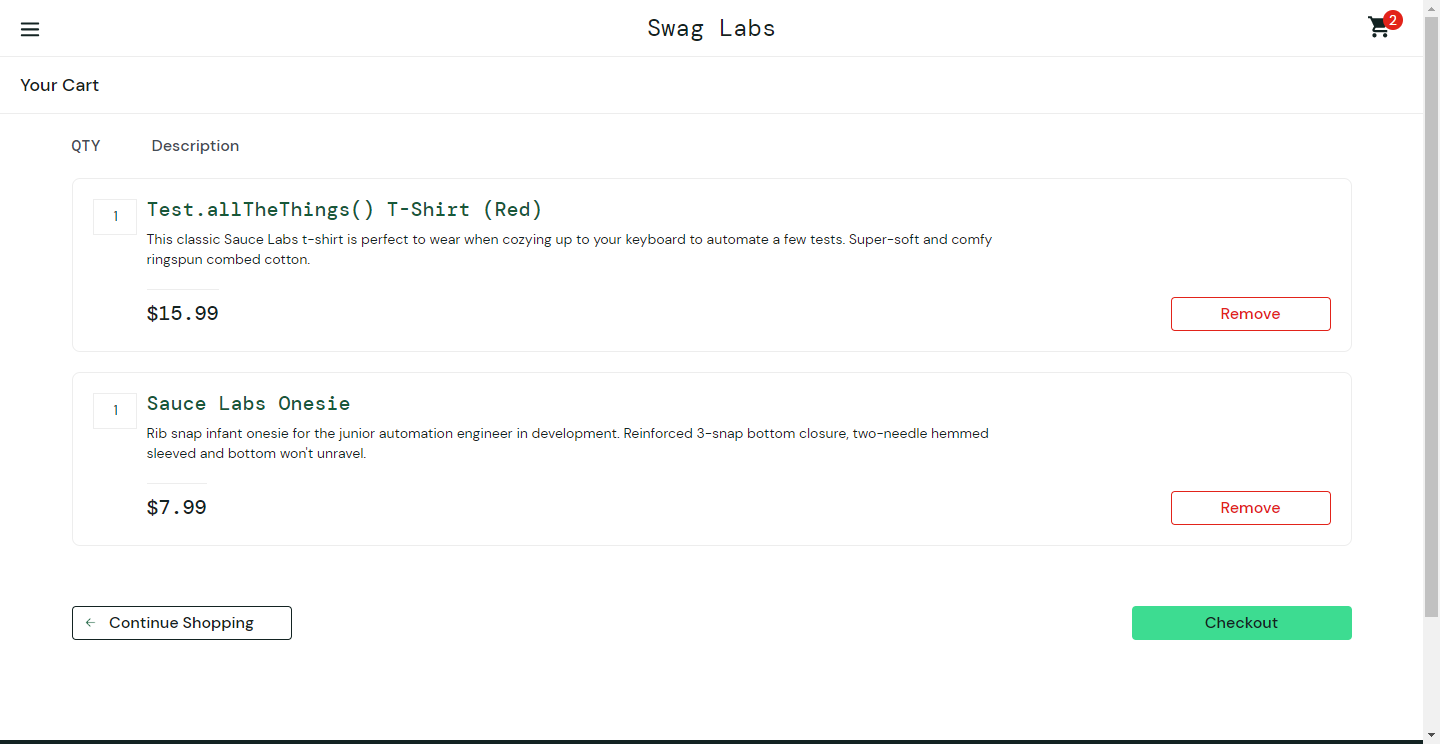 Swag Labs
2
Your Cart
QTY Description
1
Test.allTheThings() T-Shirt (Red)
This classic Sauce Labs t-shirt is perfect to wear when cozying up to your keyboard to automate a few tests. Super-soft and comfy
ringspun combed cotton.
$15.99
Remove
1
Sauce Labs Onesie
Rib snap infant onesie for the junior automation engineer in development. Reinforced 3-snap bottom closure, two-needle hemmed
sleeved and bottom won't unravel.
$7.99
Remove
Continue Shopping
Checkout